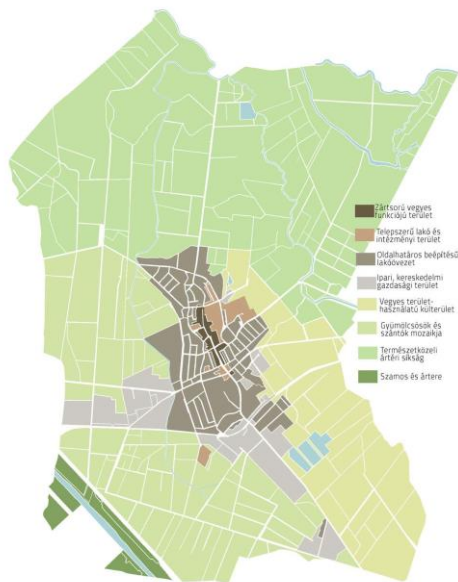 Zártsorú vegyes
funkciójú terület
Telepszerű lakó és
intézményi terület
Oldalhatáros beépítésű
lakóövezet
Ipari, kereskedelmi
gazdasági terület
Vegyes terület-
használatú külterület
Gyümölcsösök és
szántók mozaikja
Természetközeli
ártéri síkság
Szamos és ártere